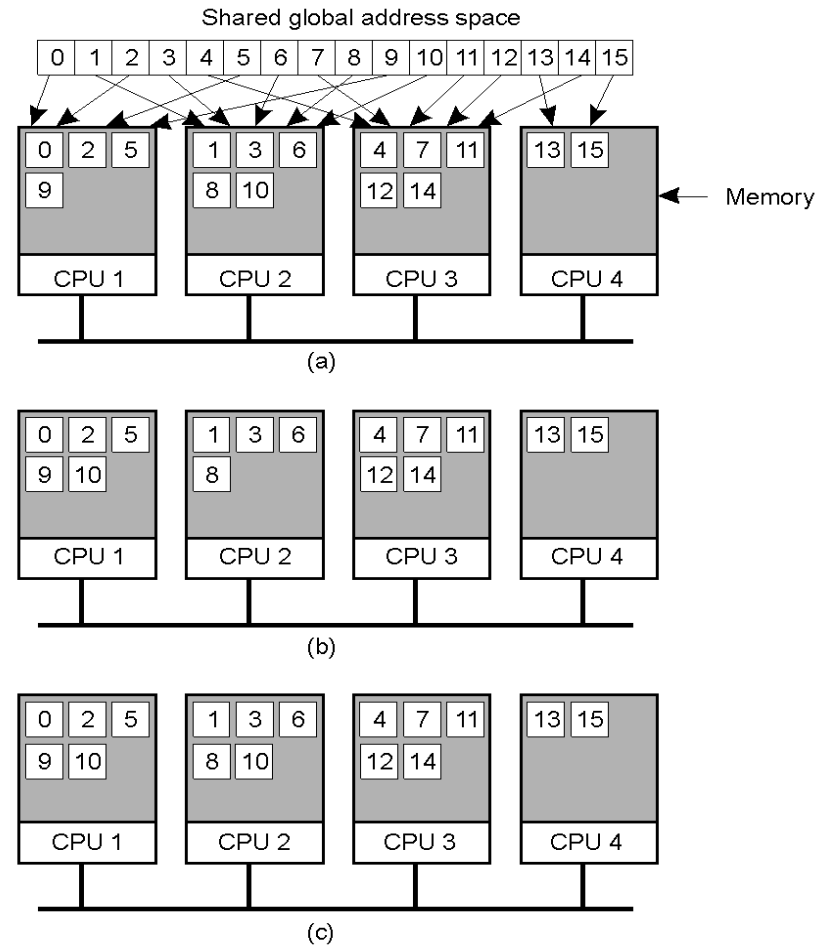 Shared global address space
0 1 2 3 4 5 6 7 8 9 10 11 12 13 14 15
0 2 5 1 3 6 4 7 11 13 15
9 8 10 12 14
Memory
CPU 1 CPU 2 CPU 3 CPU 4
(a)
0 2 5 1 3 6 4 7 11 13 15
9 10 8 12 14
CPU 1 CPU 2 CPU 3 CPU 4
(b)
0 2 5 1 3 6 4 7 11 13 15
9 10 8 10 12 14
CPU 1 CPU 2 CPU 3 CPU 4
(c)